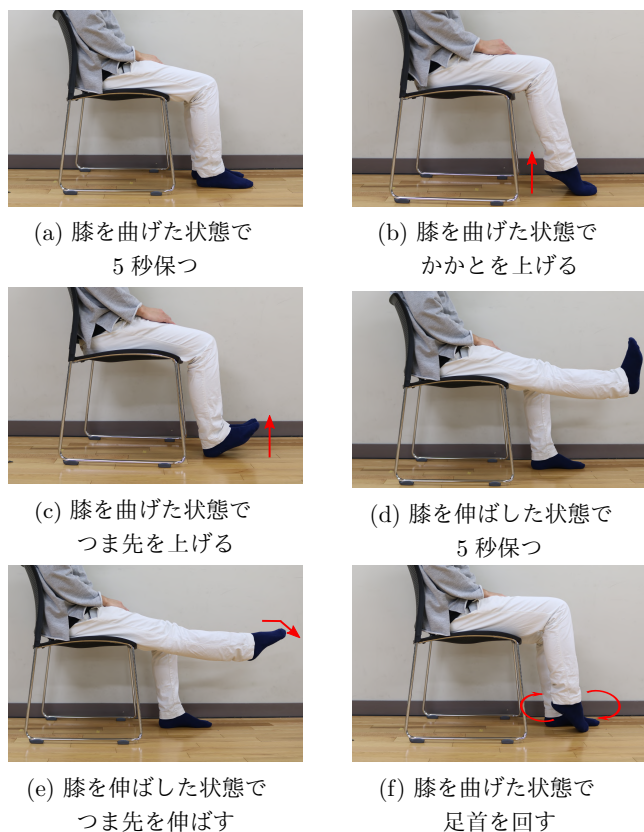 (a) 膝を曲げた状態で
5 秒保つ
(b) 膝を曲げた状態で
かかとを上げる
(c) 膝を曲げた状態で
つま先を上げる
(d) 膝を伸ばした状態で
5 秒保つ
(e) 膝を伸ばした状態で
つま先を伸ばす
(f) 膝を曲げた状態で
足首を回す